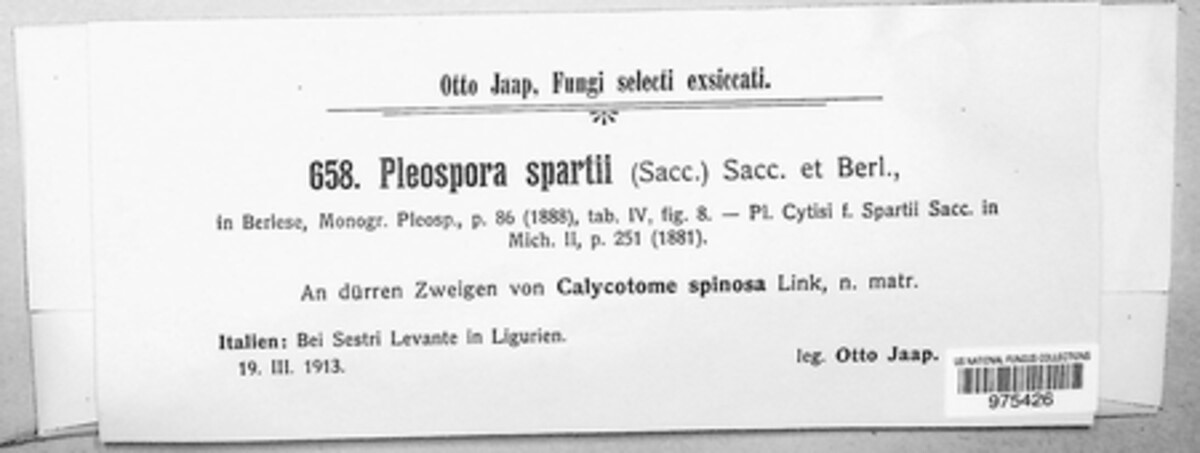 Otto Jaap, Fungi selecti exsiccati.
658. Pleospora spartii (Sacc.) Sacc. et Berl.,
in Berlese, Monogr. Pleosp., p. 86 (1888), tab. IV, fig. 8. — Pl. Cytisi f. Spartii Sacc. in
Mich. II, p. 251 (1881).
An dürren Zweigen von Calycotome spinosa Link, n. matr.
Italien: Bei Sestri Levante in Ligurien.
19. III. 1913.
leg. Otto Jaap.
US NATIONAL FUNGUS COLLECTIONS
975426